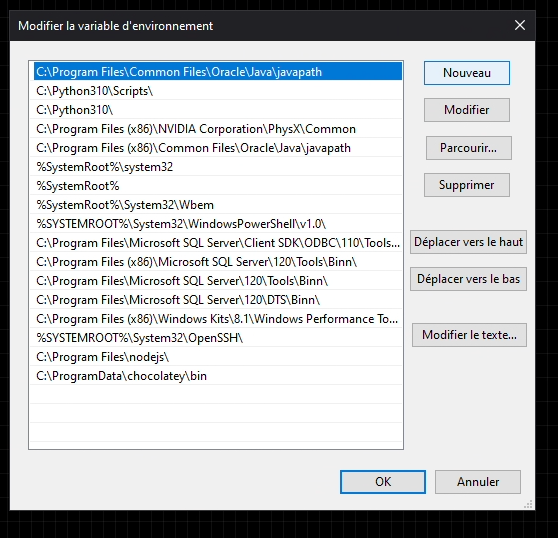 Modifier la variable d'environnement
C:\Program Files\Common Files\Oracle\Java\javapath
C:\Python310\Scripts\
C:\Python310\
C:\Program Files (x86)\NVIDIA Corporation\PhysX\Common
C:\Program Files (x86)\Common Files\Oracle\Java\javapath
%SystemRoot%\system32
%SystemRoot%
%SystemRoot%\System32\Wbem
%SYSTEMROOT%\System32\WindowsPowerShell\v1.0\
C:\Program Files\Microsoft SQL Server\Client SDK\ODBC\110\Tools...
C:\Program Files (x86)\Microsoft SQL Server\120\Tools\Binn\
C:\Program Files\Microsoft SQL Server\120\Tools\Binn\
C:\Program Files\Microsoft SQL Server\120\DTS\Binn\
C:\Program Files (x86)\Windows Kits\8.1\Windows Performance To...
%SYSTEMROOT%\System32\OpenSSH\
C:\Program Files\nodejs\
C:\ProgramData\chocolatey\bin
Nouveau
Modifier
Parcourir...
Supprimer
Déplacer vers le haut
Déplacer vers le bas
Modifier le texte...
OK
Annuler